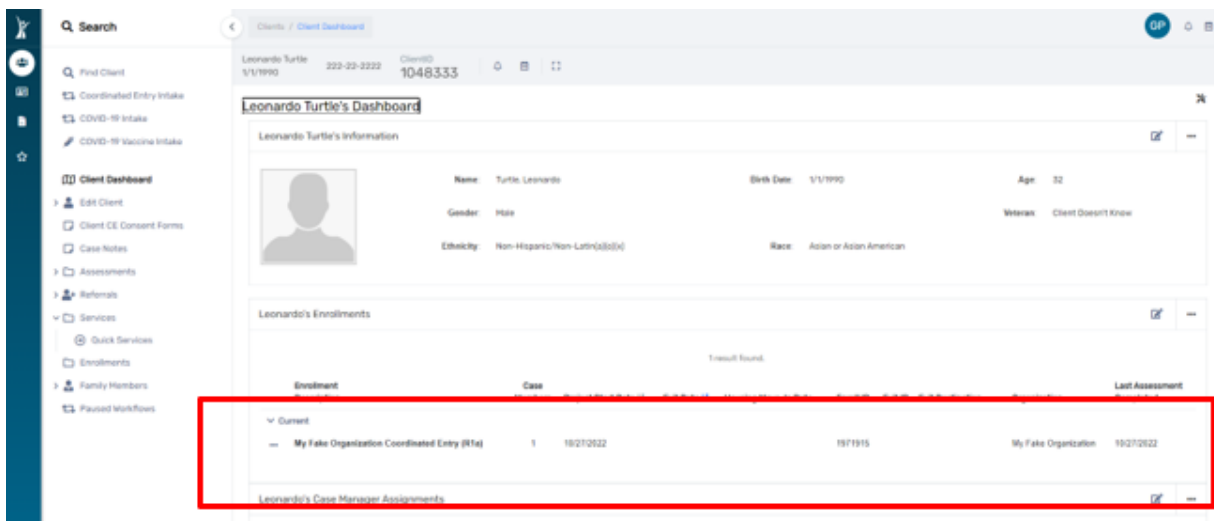 Search
Clients / Client Dashboard
GP
Find Client
Coordinated Entry Intake
COVID-19 Intake
COVID-19 Vaccine Intake
Client Dashboard
Edit Client
Client CE Consent Forms
Case Notes
Assessments
Referrals
Services
Quick Services
Enrollments
Family Members
Paused Workflows
Leonardo Turtle
1/1/1990
222-22-2222
ClientID
1048333
Leonardo Turtle's Dashboard
Leonardo Turtle's Information
Name: Turtle, Leonardo Birth Date: 1/1/1990 Age: 32
Gender: Male Veteran: Client Doesn't Know
Ethnicity: Non-Hispanic/Non-Latin(a)(o)(x) Race: Asian or Asian American
Leonardo's Enrollments
1 result found.
Enrollment Case Last Assessment
Current
My Fake Organization Coordinated Entry (R1a) 1 10/27/2022 1971915 My Fake Organization 10/27/2022
Leonardo's Case Manager Assignments